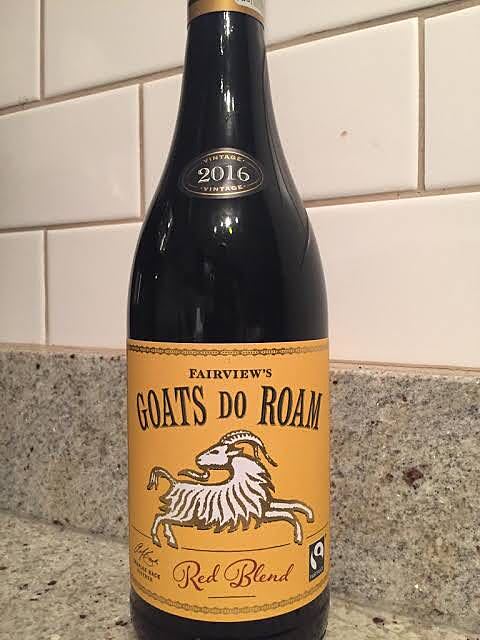 VINTAGE
2016
VINTAGE
FAIRVIEW'S
GOATS DO ROAM
Red Blend